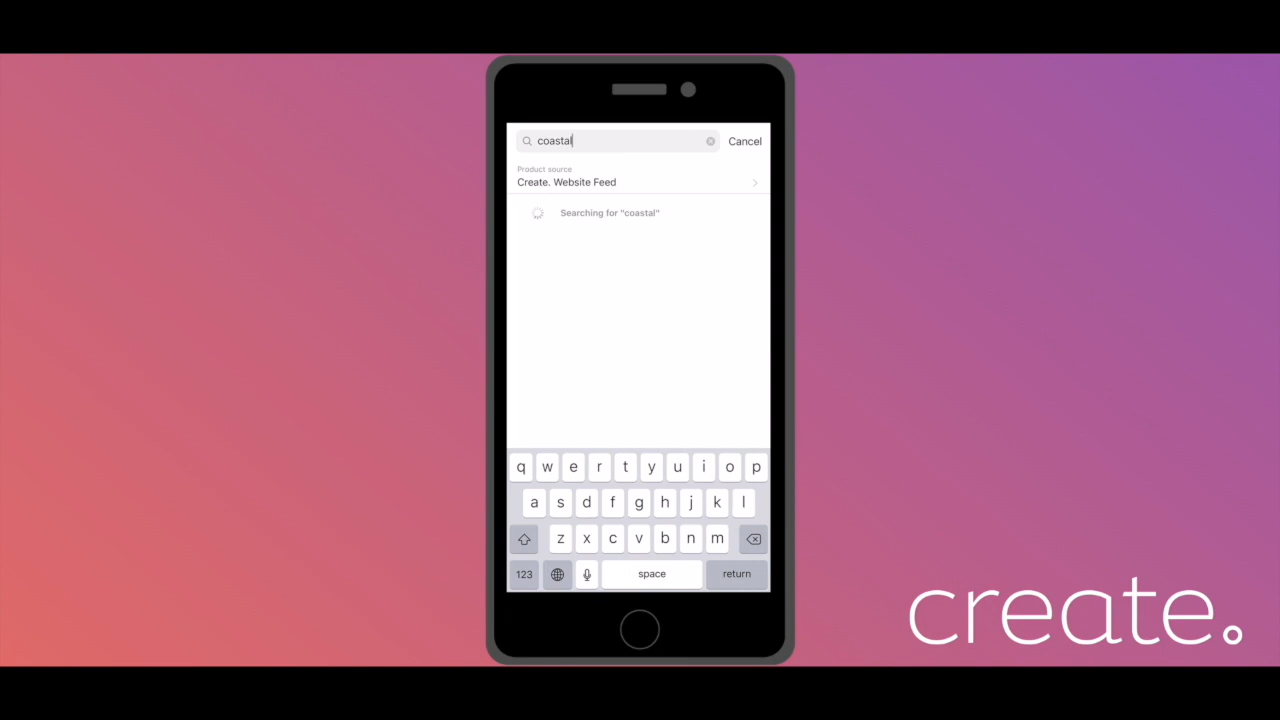 coastal
Cancel
Product source
Create. Website Feed
Searching for "coastal"
q w e r t y u i o p
a s d f g h j k l
z x c v b n m
123 space return
create.